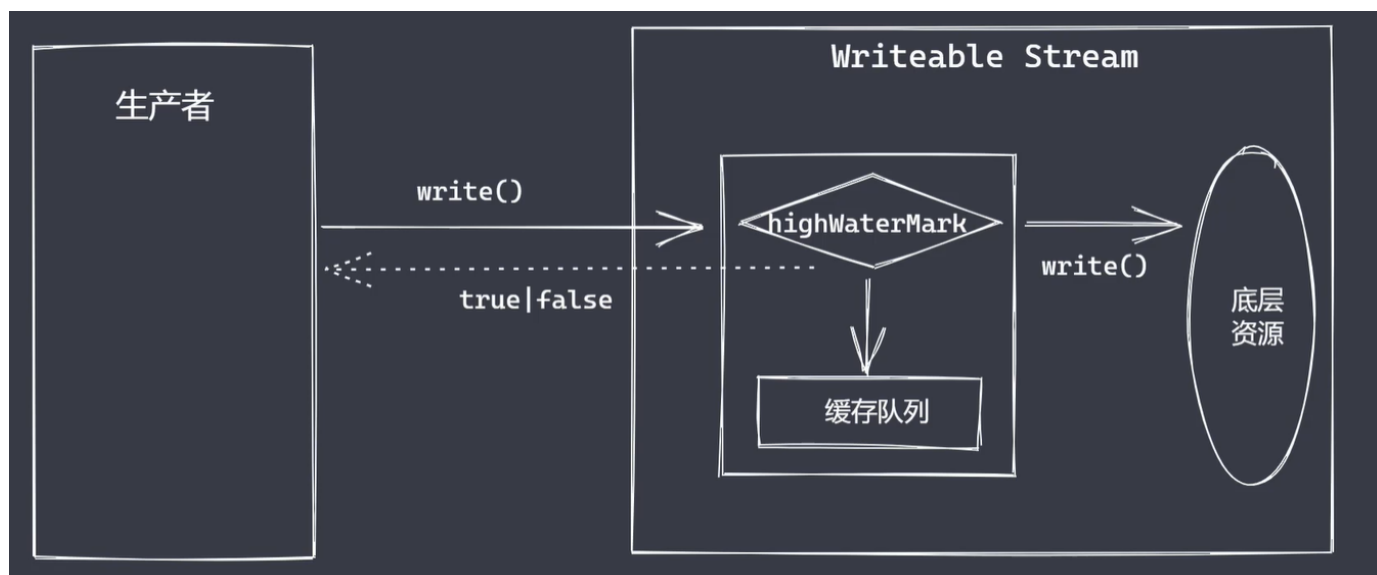 Writeable Stream
生产者
write()
highWaterMark
write()
true|false
底层
资源
缓存队列